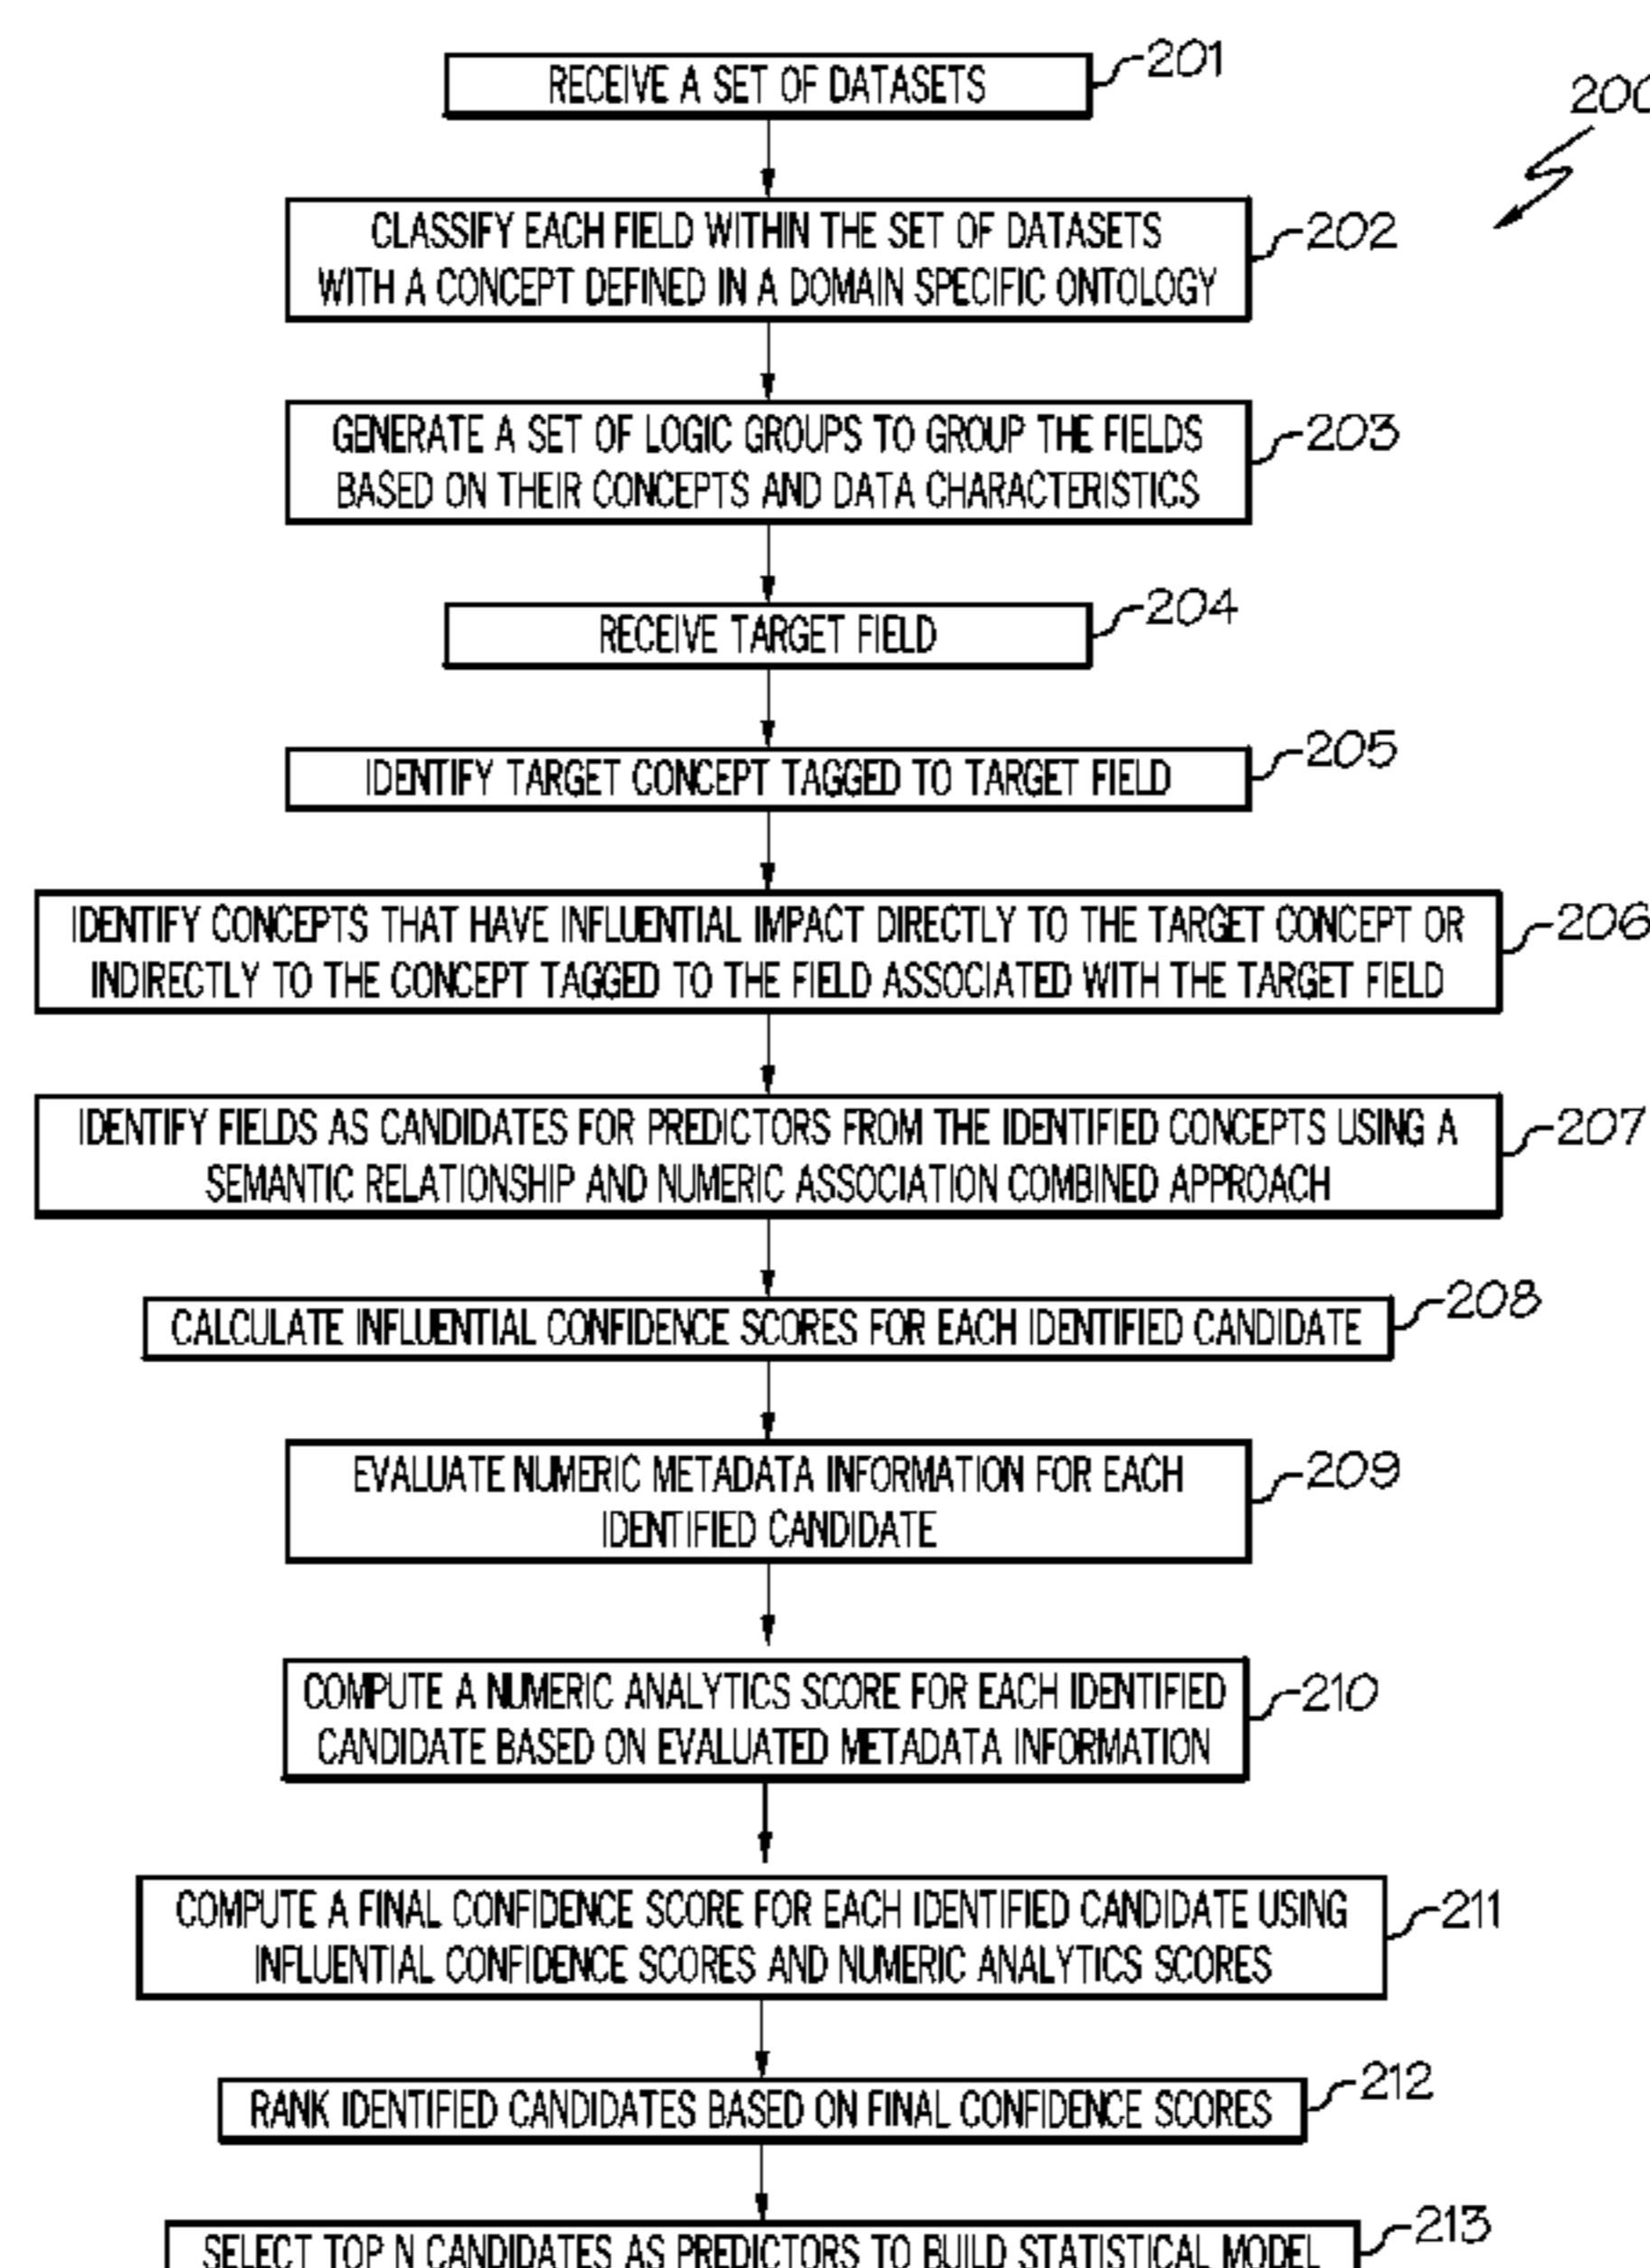 RECEIVE A SET OF DATASETS
201
200
CLASSIFY EACH FIELD WITHIN THE SET OF DATASETS
WITH A CONCEPT DEFINED IN A DOMAIN SPECIFIC ONTOLOGY
202
GENERATE A SET OF LOGIC GROUPS TO GROUP THE FIELDS
BASED ON THEIR CONCEPTS AND DATA CHARACTERISTICS
203
RECEIVE TARGET FIELD
204
IDENTIFY TARGET CONCEPT TAGGED TO TARGET FIELD
205
IDENTIFY CONCEPTS THAT HAVE INFLUENTIAL IMPACT DIRECTLY TO THE TARGET CONCEPT OR
INDIRECTLY TO THE CONCEPT TAGGED TO THE FIELD ASSOCIATED WITH THE TARGET FIELD
206
IDENTIFY FIELDS AS CANDIDATES FOR PREDICTORS FROM THE IDENTIFIED CONCEPTS USING A
SEMANTIC RELATIONSHIP AND NUMERIC ASSOCIATION COMBINED APPROACH
207
CALCULATE INFLUENTIAL CONFIDENCE SCORES FOR EACH IDENTIFIED CANDIDATE
208
EVALUATE NUMERIC METADATA INFORMATION FOR EACH
IDENTIFIED CANDIDATE
209
COMPUTE A NUMERIC ANALYTICS SCORE FOR EACH IDENTIFIED
CANDIDATE BASED ON EVALUATED METADATA INFORMATION
210
COMPUTE A FINAL CONFIDENCE SCORE FOR EACH IDENTIFIED CANDIDATE USING
INFLUENTIAL CONFIDENCE SCORES AND NUMERIC ANALYTICS SCORES
211
RANK IDENTIFIED CANDIDATES BASED ON FINAL CONFIDENCE SCORES
212
SELECT TOP N CANDIDATES AS PREDICTORS TO BUILD STATISTICAL MODEL
213